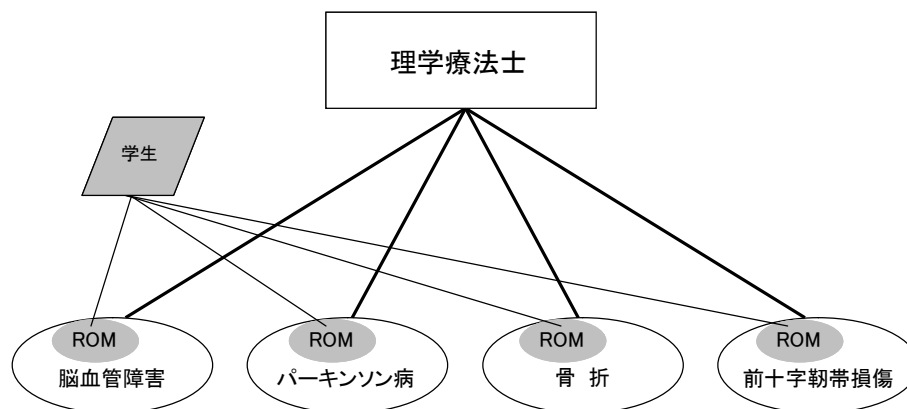 理学療法士
学生
ROM
脳血管障害
ROM
パーキンソン病
ROM
骨 折
ROM
前十字靭帯損傷